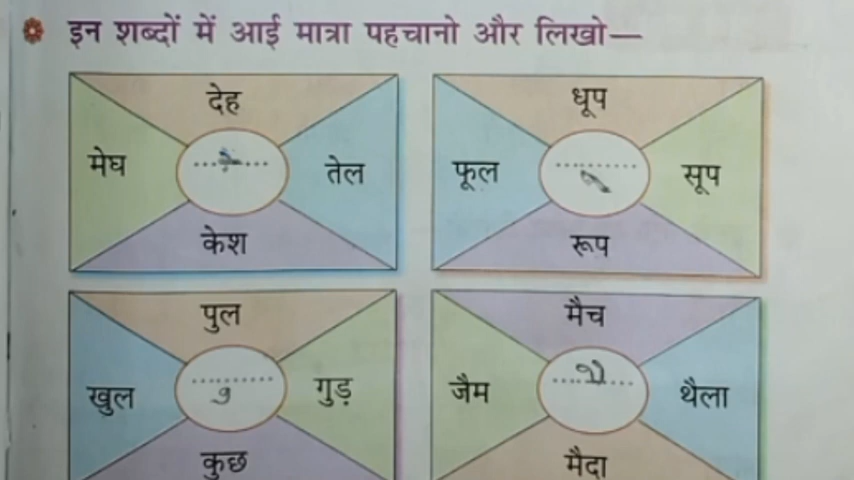 इन शब्दों में आई मात्रा पहचानो और लिखो—
देह
मेघ
े
तेल
केश
धूप
फूल
ू
सूप
रूप
पुल
खुल
ु
गुड़
कुछ
मैच
जैम
ै
थैला
मैदा